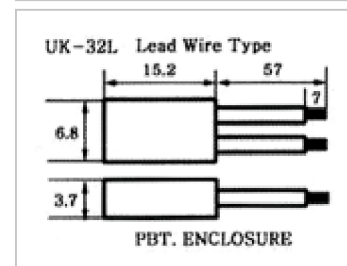 UK-32L Lead Wire Type
15.2 57
7
6.8
3.7
PBT. ENCLOSURE